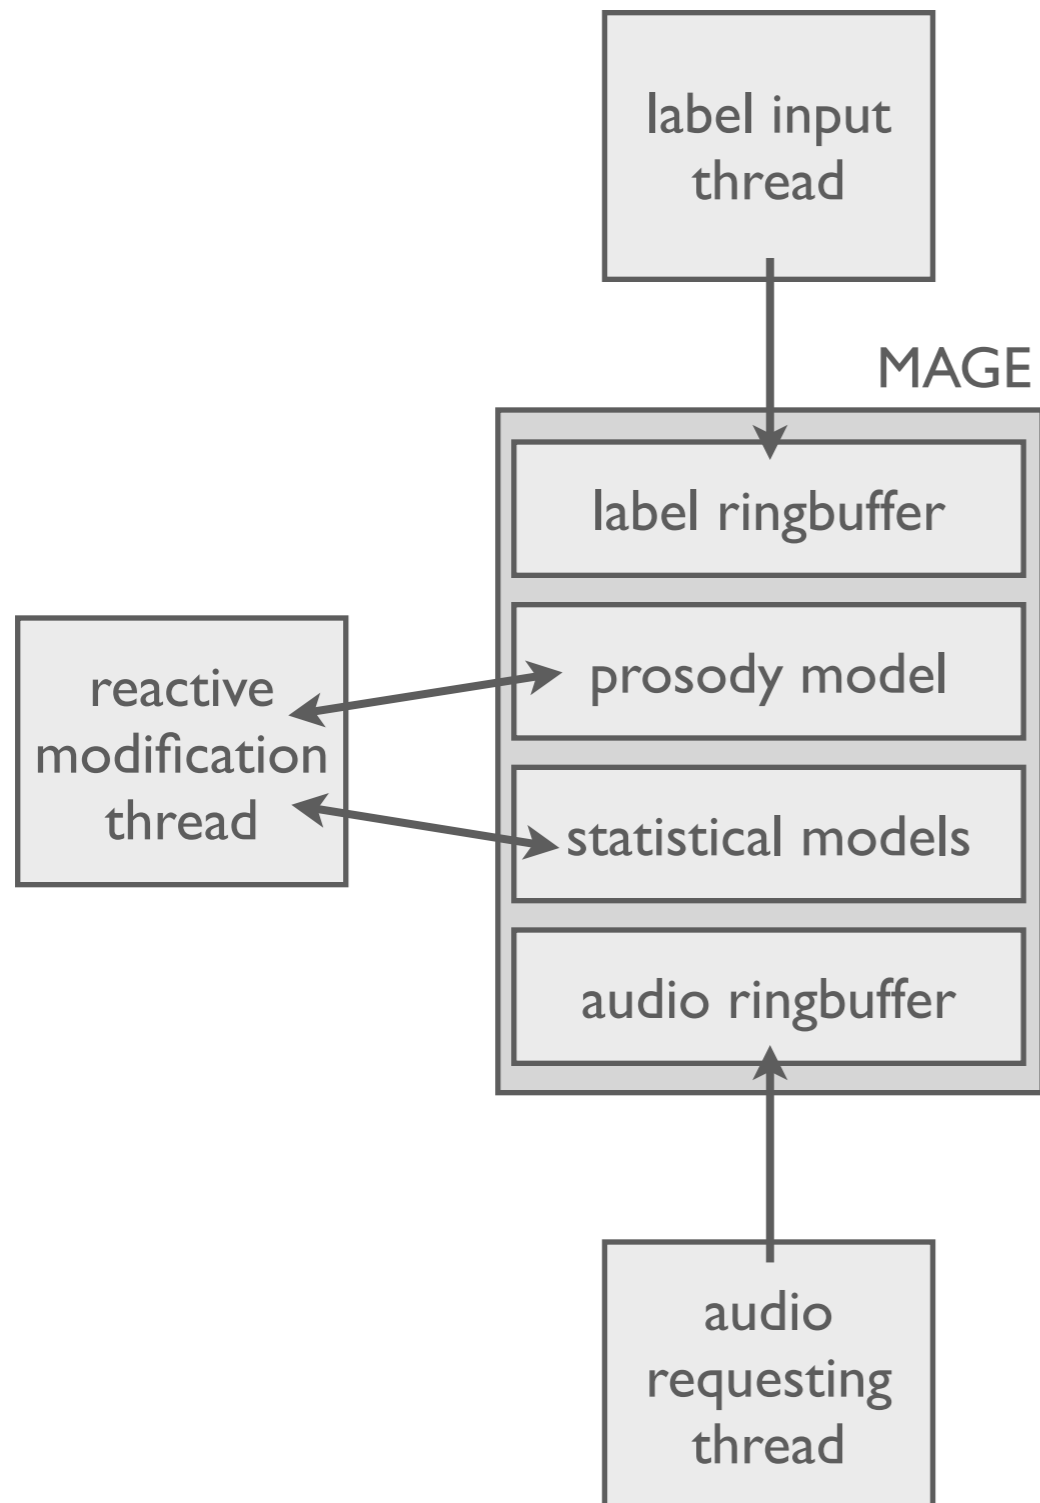 label input
thread
MAGE
label ringbuffer
prosody model
reactive
modification
thread
statistical models
audio ringbuffer
audio
requesting
thread